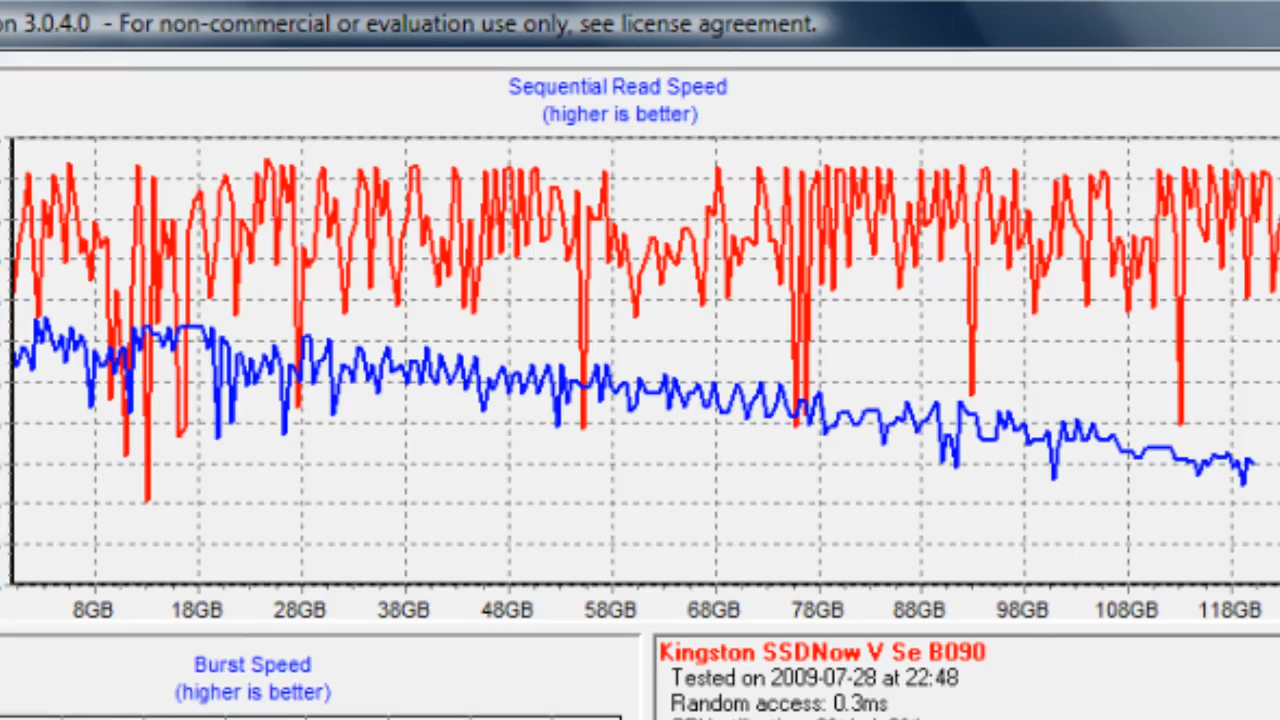 on 3.0.4.0 - For non-commercial or evaluation use only, see license agreement.
Sequential Read Speed
(higher is better)
8GB 18GB 28GB 38GB 48GB 58GB 68GB 78GB 88GB 98GB 108GB 118GB
Burst Speed
(higher is better)
Kingston SSDNow V Se B090
Tested on 2009-07-28 at 22:48
Random access: 0.3ms